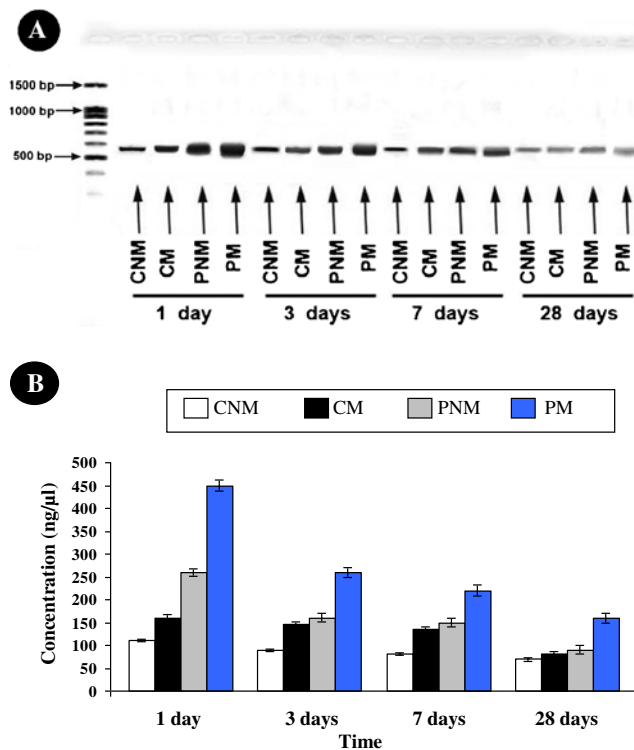 A
1500 bp
1000 bp
500 bp
CNM CM PNM PM CNM CM PNM PM CNM CM PNM PM CNM CM PNM PM
1 day 3 days 7 days 28 days
B
CNM CM PNM PM
Concentration (ng/µl)
500
450
400
350
300
250
200
150
100
50
0
1 day 3 days 7 days 28 days
Time